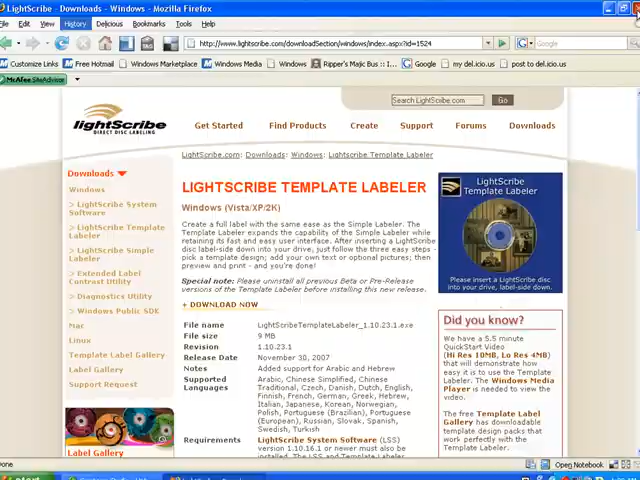 LightScribe - Downloads - Windows - Mozilla Firefox
File Edit View History Delicious Bookmarks Tools Help
http://www.lightscribe.com/downloadSection/windows/index.aspx?id=1524
Google
Customize Links Free Hotmail Windows Marketplace Windows Media Windows Ripper's Majic Bus ::... Google my del.icio.us post to del.icio.us
McAfee SiteAdvisor
Search LightScribe.com Go
lightScribe
DIRECT DISC LABELING
Get Started Find Products Create Support Forums Downloads
LightScribe.com: Downloads: Windows: Lightscribe Template Labeler
Downloads
Windows
> LightScribe System Software
> LightScribe Template Labeler
> LightScribe Simple Labeler
> Extended Label Contrast Utility
> Diagnostics Utility
> Windows Public SDK
Mac
Linux
Template Label Gallery
Label Gallery
Support Request
Label Gallery
LIGHTSCRIBE TEMPLATE LABELER
Windows (Vista/XP/2K)
Create a full label with the same ease as the Simple Labeler. The
Template Labeler expands the capability of the Simple Labeler while
retaining its fast and easy user interface. After inserting a LightScribe
disc label-side down into your drive, just follow the three easy steps -
pick a template design; add your own text or optional pictures; then
preview and print - and you're done!
Special note: Please uninstall all previous Beta or Pre-Release
versions of the Template Labeler before installing this new release.
+ DOWNLOAD NOW
File name LightScribeTemplateLabeler_1.10.23.1.exe
File size 9 MB
Revision 1.10.23.1
Release Date November 30, 2007
Notes Added support for Arabic and Hebrew
Supported Languages Arabic, Chinese Simplified, Chinese
Traditional, Czech, Danish, Dutch, English,
Finnish, French, German, Greek, Hebrew,
Italian, Japanese, Korean, Norwegian,
Polish, Portuguese (Brazilian), Portuguese
(European), Russian, Slovak, Spanish,
Swedish, Turkish
Requirements LightScribe System Software (LSS)
version 1.10.16.1 or newer must also be
installed. The LSS and Template Labeler
LightScribe
Template Labeler
Please insert a LightScribe disc
into your drive, label-side down.
Did you know?
We have a 5.5 minute
QuickStart Video
(Hi Res 10MB, Lo Res 4MB)
that will demonstrate how
easy it is to use the Template
Labeler. The Windows Media
Player is needed to view the
video.
The free Template Label
Gallery has downloadable
template design packs that
work perfectly with the
Template Labeler.
Done
Open Notebook
start